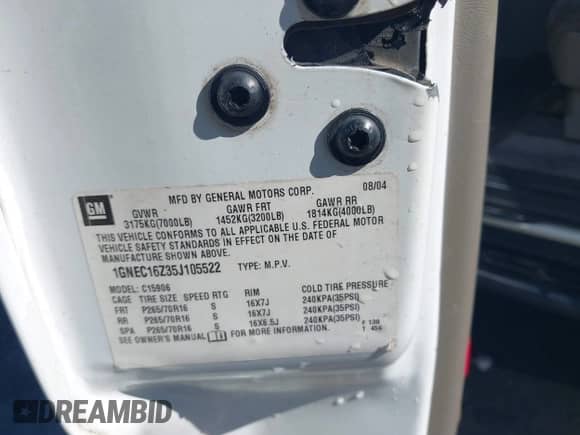 MFD BY GENERAL MOTORS CORP. 08/04
GM
GVWR GAWR FRT GAWR RR
3175KG(7000LB) 1452KG(3200LB) 1814KG(4000LB)
THIS VEHICLE CONFORMS TO ALL APPLICABLE U.S. FEDERAL MOTOR
VEHICLE SAFETY STANDARDS IN EFFECT ON THE DATE OF
MANUFACTURE SHOWN ABOVE.
1GNEC16Z35J105522 TYPE: M.P.V.
MODEL: C15906
CAGE TIRE SIZE SPEED RTG RIM COLD TIRE PRESSURE
FRT P265/70R16 S 16X7J 240KPA(35PSI)
RR P265/70R16 S 16X7J 240KPA(35PSI)
SPA P265/70R16 S 16X6.5J 240KPA(35PSI)
SEE OWNER'S MANUAL FOR MORE INFORMATION.
DREAMBID